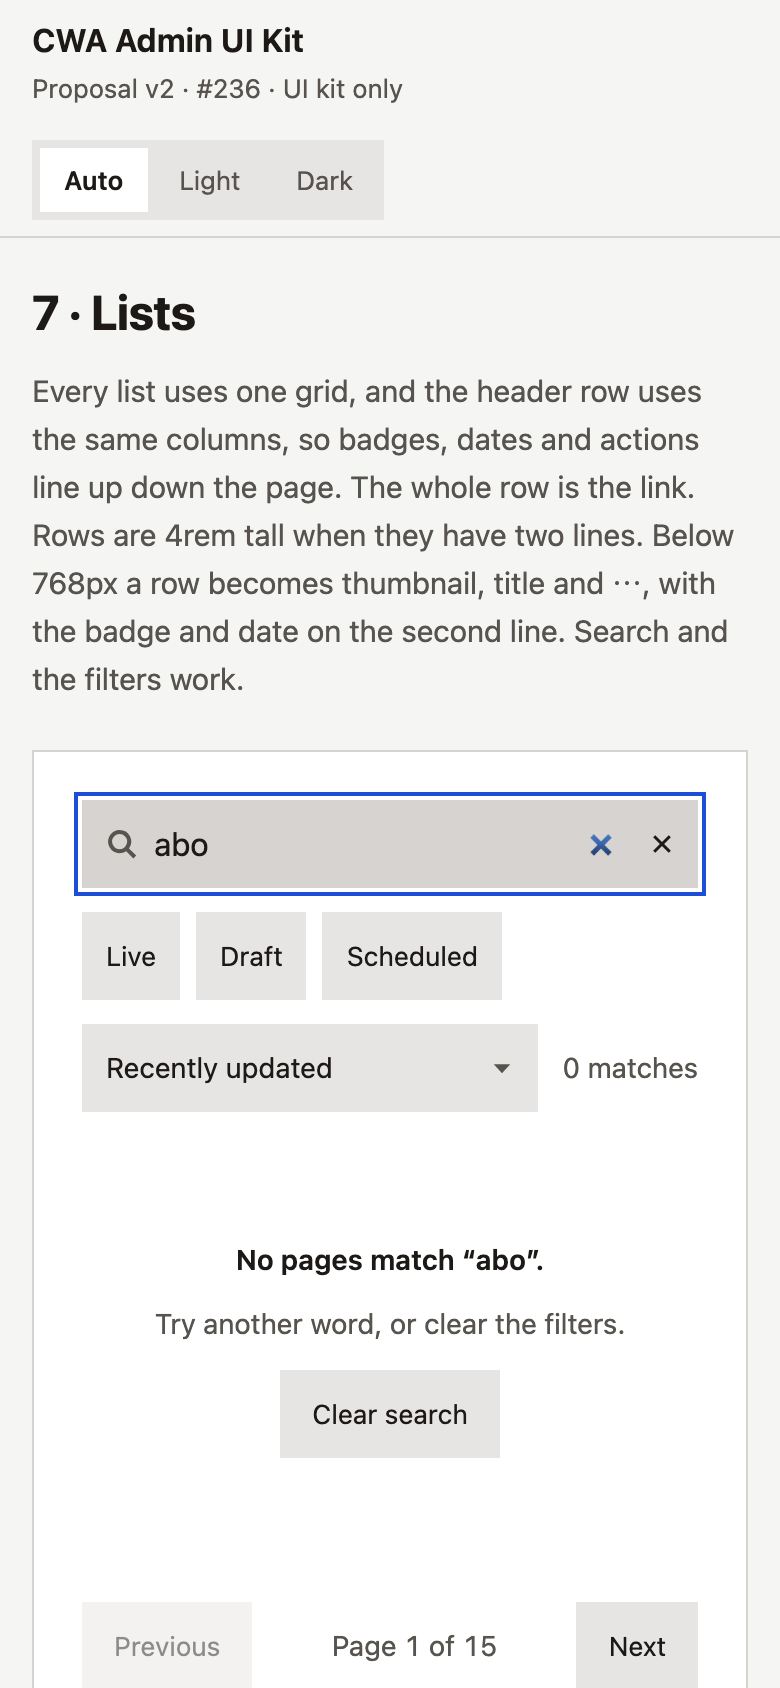 CWA Admin UI Kit
Proposal v2 · #236 · UI kit only
Auto Light Dark
7 · Lists
Every list uses one grid, and the header row uses
the same columns, so badges, dates and actions
line up down the page. The whole row is the link.
Rows are 4rem tall when they have two lines. Below
768px a row becomes thumbnail, title and ···, with
the badge and date on the second line. Search and
the filters work.
abo
Live Draft Scheduled
Recently updated 0 matches
No pages match “abo”.
Try another word, or clear the filters.
Clear search
Previous Page 1 of 15 Next